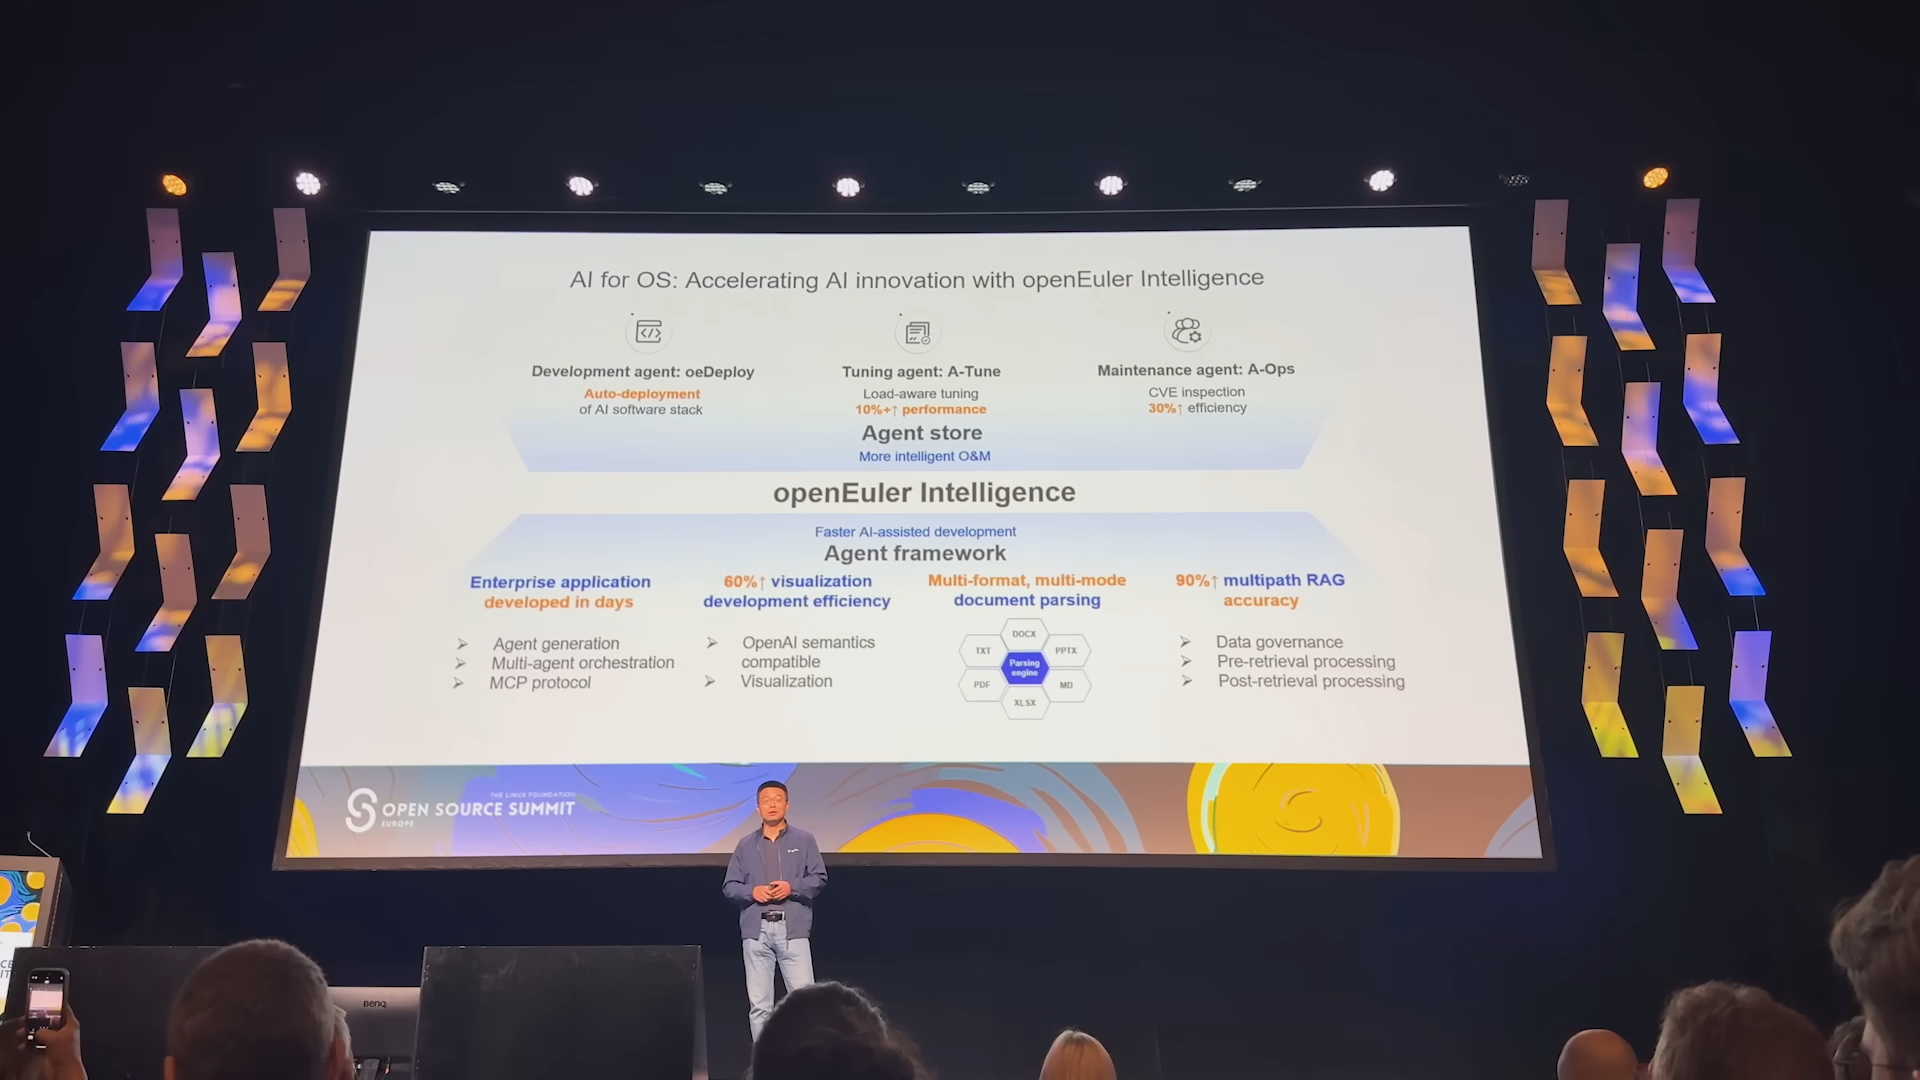 AI for OS: Accelerating AI innovation with openEuler Intelligence
Development agent: oeDeploy
Auto-deployment
of AI software stack
Tuning agent: A-Tune
Load-aware tuning
10%+↑ performance
Maintenance agent: A-Ops
CVE inspection
30%↑ efficiency
Agent store
More intelligent O&M
openEuler Intelligence
Faster AI-assisted development
Agent framework
Enterprise application
developed in days
➢ Agent generation
➢ Multi-agent orchestration
➢ MCP protocol
60%↑ visualization
development efficiency
➢ OpenAI semantics
compatible
➢ Visualization
Multi-format, multi-mode
document parsing
DOCX
TXT
PPTX
Parsing
engine
PDF
MD
XLSX
90%↑ multipath RAG
accuracy
➢ Data governance
➢ Pre-retrieval processing
➢ Post-retrieval processing
THE LINUX FOUNDATION
OPEN SOURCE SUMMIT
EUROPE
BenQ